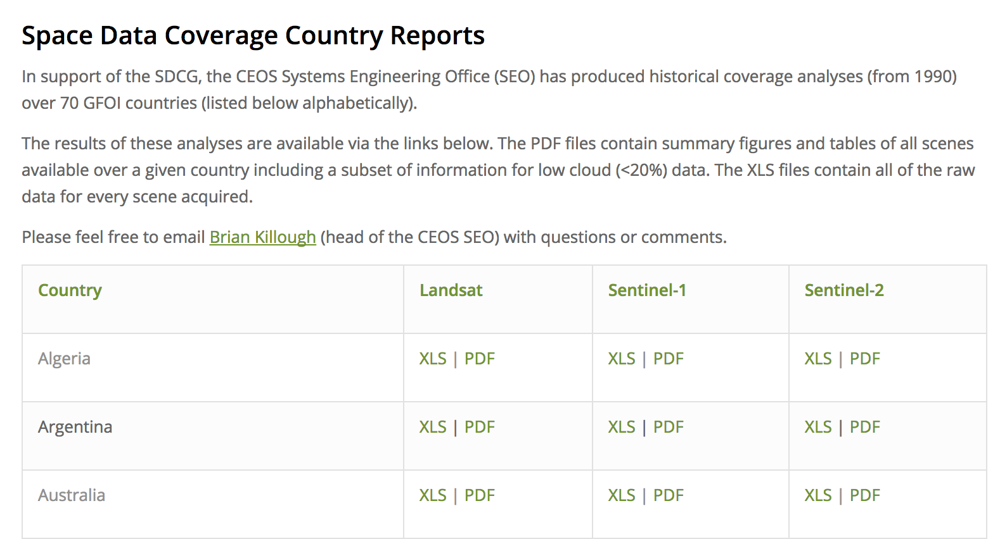 Space Data Coverage Country Reports
In support of the SDCG, the CEOS Systems Engineering Office (SEO) has produced historical coverage analyses (from 1990)
over 70 GFOI countries (listed below alphabetically).
The results of these analyses are available via the links below. The PDF files contain summary figures and tables of all scenes
available over a given country including a subset of information for low cloud (<20%) data. The XLS files contain all of the raw
data for every scene acquired.
Please feel free to email Brian Killough (head of the CEOS SEO) with questions or comments.
Country Landsat Sentinel-1 Sentinel-2
Algeria XLS | PDF XLS | PDF XLS | PDF
Argentina XLS | PDF XLS | PDF XLS | PDF
Australia XLS | PDF XLS | PDF XLS | PDF